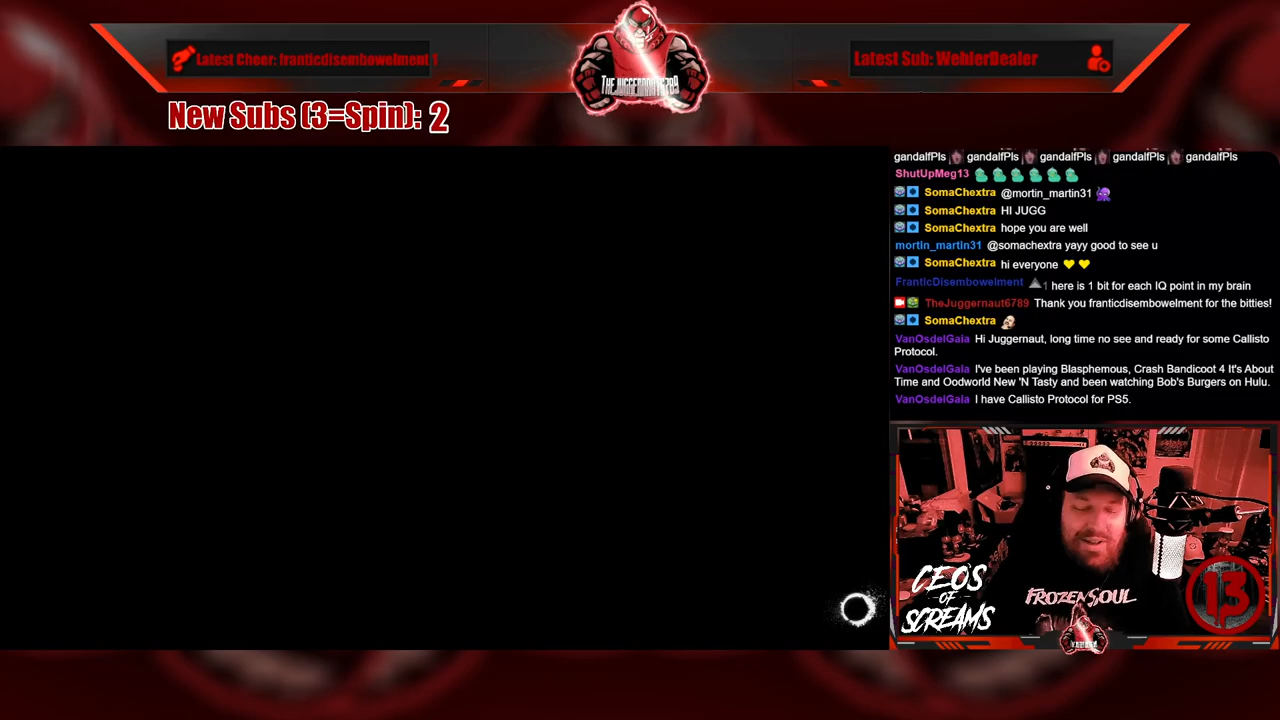 Latest Cheer: franticdisembowelment 1
THEJUGGERNAUT6789
Latest Sub: WehlerDealer
New Subs (3=Spin): 2
gandalfPls gandalfPls gandalfPls gandalfPls gandalfPls
ShutUpMeg13
SomaChextra @mortin_martin31
SomaChextra HI JUGG
SomaChextra hope you are well
mortin_martin31 @somachextra yayy good to see u
SomaChextra hi everyone
FranticDisembowelment 1 here is 1 bit for each IQ point in my brain
TheJuggernaut6789 Thank you franticdisembowelment for the bitties!
SomaChextra
VanOsdelGaia Hi Juggernaut, long time no see and ready for some Callisto
Protocol.
VanOsdelGaia I've been playing Blasphemous, Crash Bandicoot 4 It's About
Time and Oodworld New 'N Tasty and been watching Bob's Burgers on Hulu.
VanOsdelGaia I have Callisto Protocol for PS5.
CEOS
OF
SCREAMS
FROZEN SOUL
13